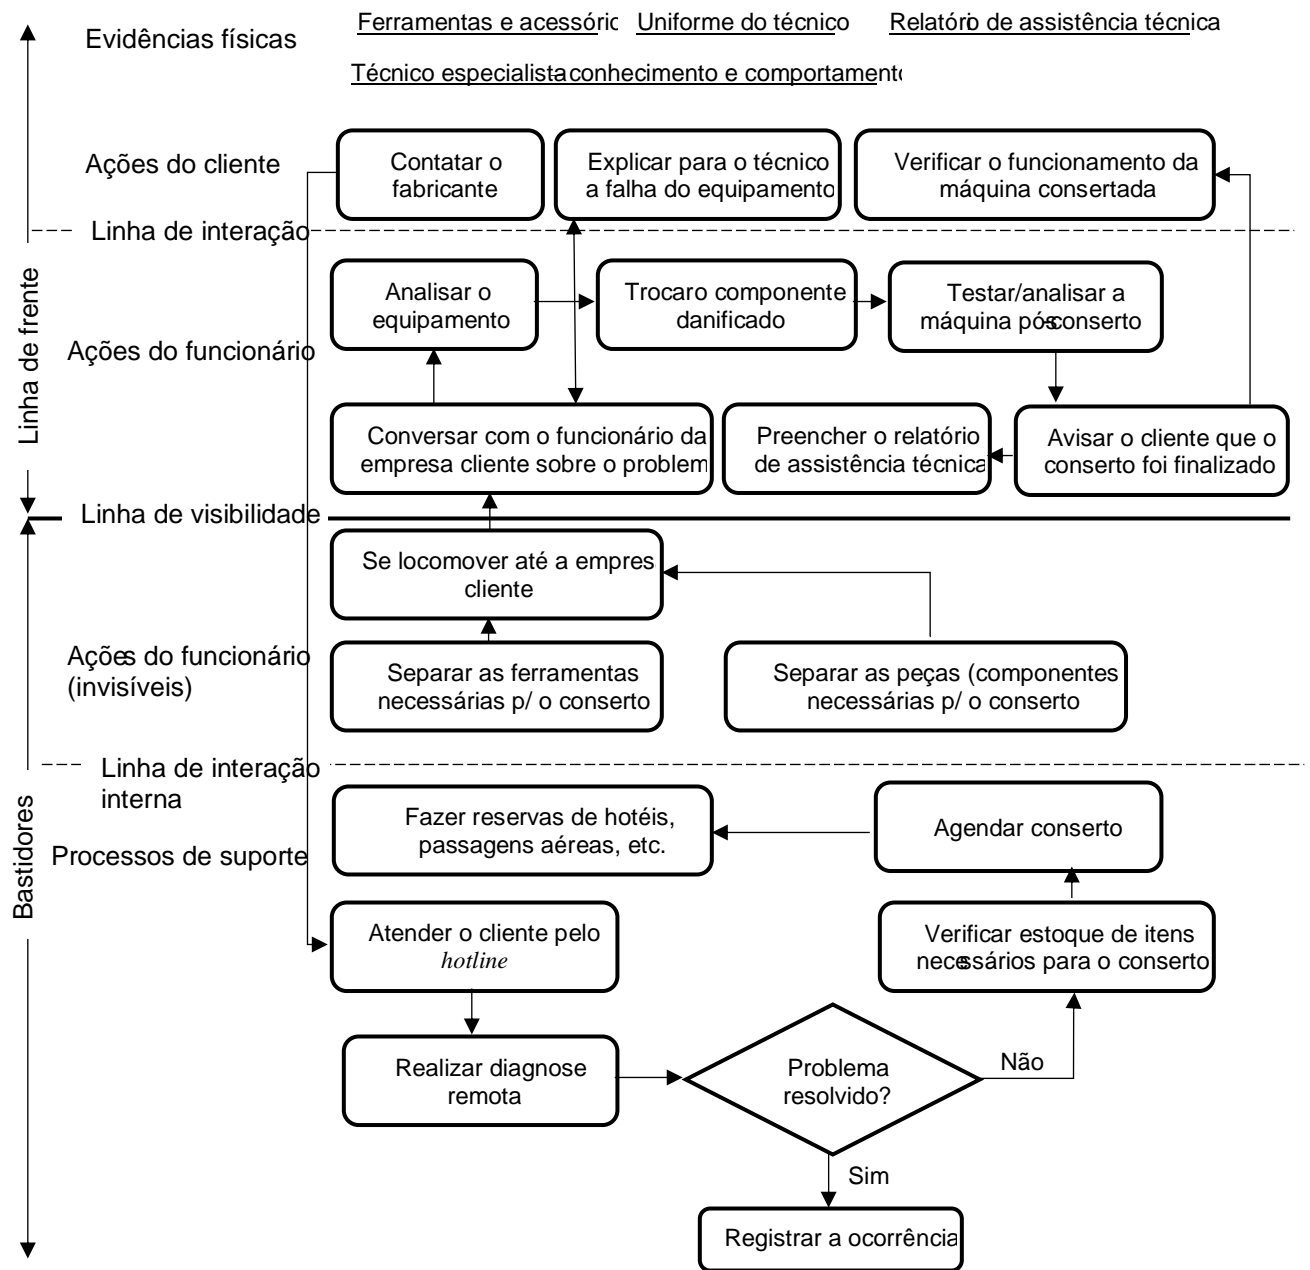 Evidências físicas
Ferramentas e acessório
Uniforme do técnico
Relatório de assistência técnica
Técnico especialista-conhecimento e comportamento
Ações do cliente
Contatar o
fabricante
Explicar para o técnico
a falha do equipamento
Verificar o funcionamento da
máquina consertada
Linha de interação
Linha de frente
Ações do funcionário
Analisar o
equipamento
Trocaro componente
danificado
Testar/analisar a
máquina pós-conserto
Conversar com o funcionário da
empresa cliente sobre o problem
Preencher o relatório
de assistência técnica
Avisar o cliente que o
conserto foi finalizado
Linha de visibilidade
Se locomover até a empres
cliente
Ações do funcionário
(invisíveis)
Separar as ferramentas
necessárias p/ o conserto
Separar as peças (componentes
necessárias p/ o conserto
Linha de interação
interna
Bastidores
Processos de suporte
Fazer reservas de hotéis,
passagens aéreas, etc.
Agendar conserto
Atender o cliente pelo
hotline
Verificar estoque de itens
necessários para o conserto
Realizar diagnose
remota
Problema
resolvido?
Não
Sim
Registrar a ocorrência